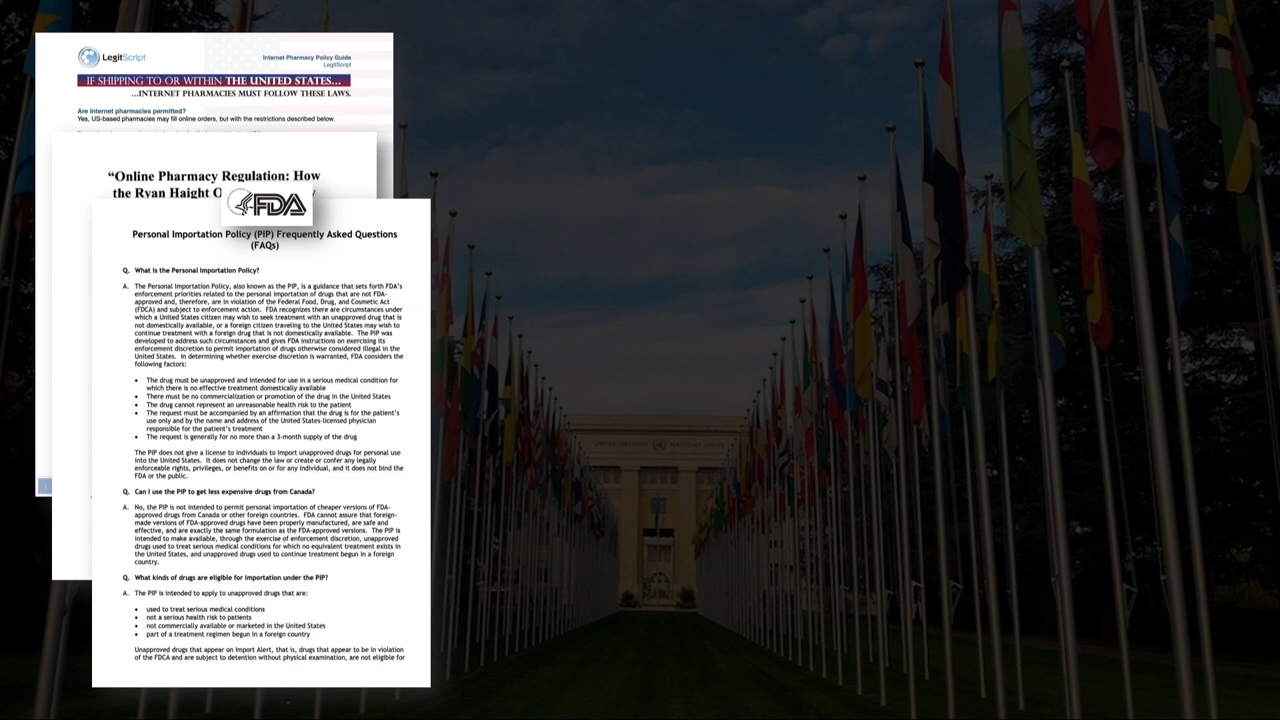 LegitScript
Internet Pharmacy Policy Guide
LegitScript
IF SHIPPING TO OR WITHIN THE UNITED STATES...
...INTERNET PHARMACIES MUST FOLLOW THESE LAWS.
Are Internet pharmacies permitted?
Yes, US-based pharmacies may fill online orders, but with the restrictions described below.
“Online Pharmacy Regulation: How
the Ryan Haight O
FDA
Personal Importation Policy (PIP) Frequently Asked Questions
(FAQs)
Q. What is the Personal Importation Policy?
A. The Personal Importation Policy, also known as the PIP, is a guidance that sets forth FDA's
enforcement priorities related to the personal importation of drugs that are not FDA-
approved and, therefore, are in violation of the Federal Food, Drug, and Cosmetic Act
(FDCA) and subject to enforcement action. FDA recognizes there are circumstances under
which a United States citizen may wish to seek treatment with an unapproved drug that is
not domestically available, or a foreign citizen traveling to the United States may wish to
continue treatment with a foreign drug that is not domestically available. The PIP was
developed to address such circumstances and gives FDA instructions on exercising its
enforcement discretion to permit importation of drugs otherwise considered illegal in the
United States. In determining whether exercise discretion is warranted, FDA considers the
following factors:
• The drug must be unapproved and intended for use in a serious medical condition for
which there is no effective treatment domestically available
• There must be no commercialization or promotion of the drug in the United States
• The drug cannot represent an unreasonable health risk to the patient
• The request must be accompanied by an affirmation that the drug is for the patient's
use only and by the name and address of the United States-licensed physician
responsible for the patient's treatment
• The request is generally for no more than a 3-month supply of the drug
The PIP does not give a license to individuals to import unapproved drugs for personal use
into the United States. It does not change the law or create or confer any legally
enforceable rights, privileges, or benefits on or for any individual, and it does not bind the
FDA or the public.
Q. Can I use the PIP to get less expensive drugs from Canada?
A. No, the PIP is not intended to permit personal importation of cheaper versions of FDA-
approved drugs from Canada or other foreign countries. FDA cannot assure that foreign-
made versions of FDA-approved drugs have been properly manufactured, are safe and
effective, and are exactly the same formulation as the FDA-approved versions. The PIP is
intended to make available, through the exercise of enforcement discretion, unapproved
drugs used to treat serious medical conditions for which no equivalent treatment exists in
the United States, and unapproved drugs used to continue treatment begun in a foreign
country.
Q. What kinds of drugs are eligible for importation under the PIP?
A. The PIP is intended to apply to unapproved drugs that are:
• used to treat serious medical conditions
• not a serious health risk to patients
• not commercially available or marketed in the United States
• part of a treatment regimen begun in a foreign country
Unapproved drugs that appear on Import Alert, that is, drugs that appear to be in violation
of the FDCA and are subject to detention without physical examination, are not eligible for
UNITED NATIONS NATIONS UNIES